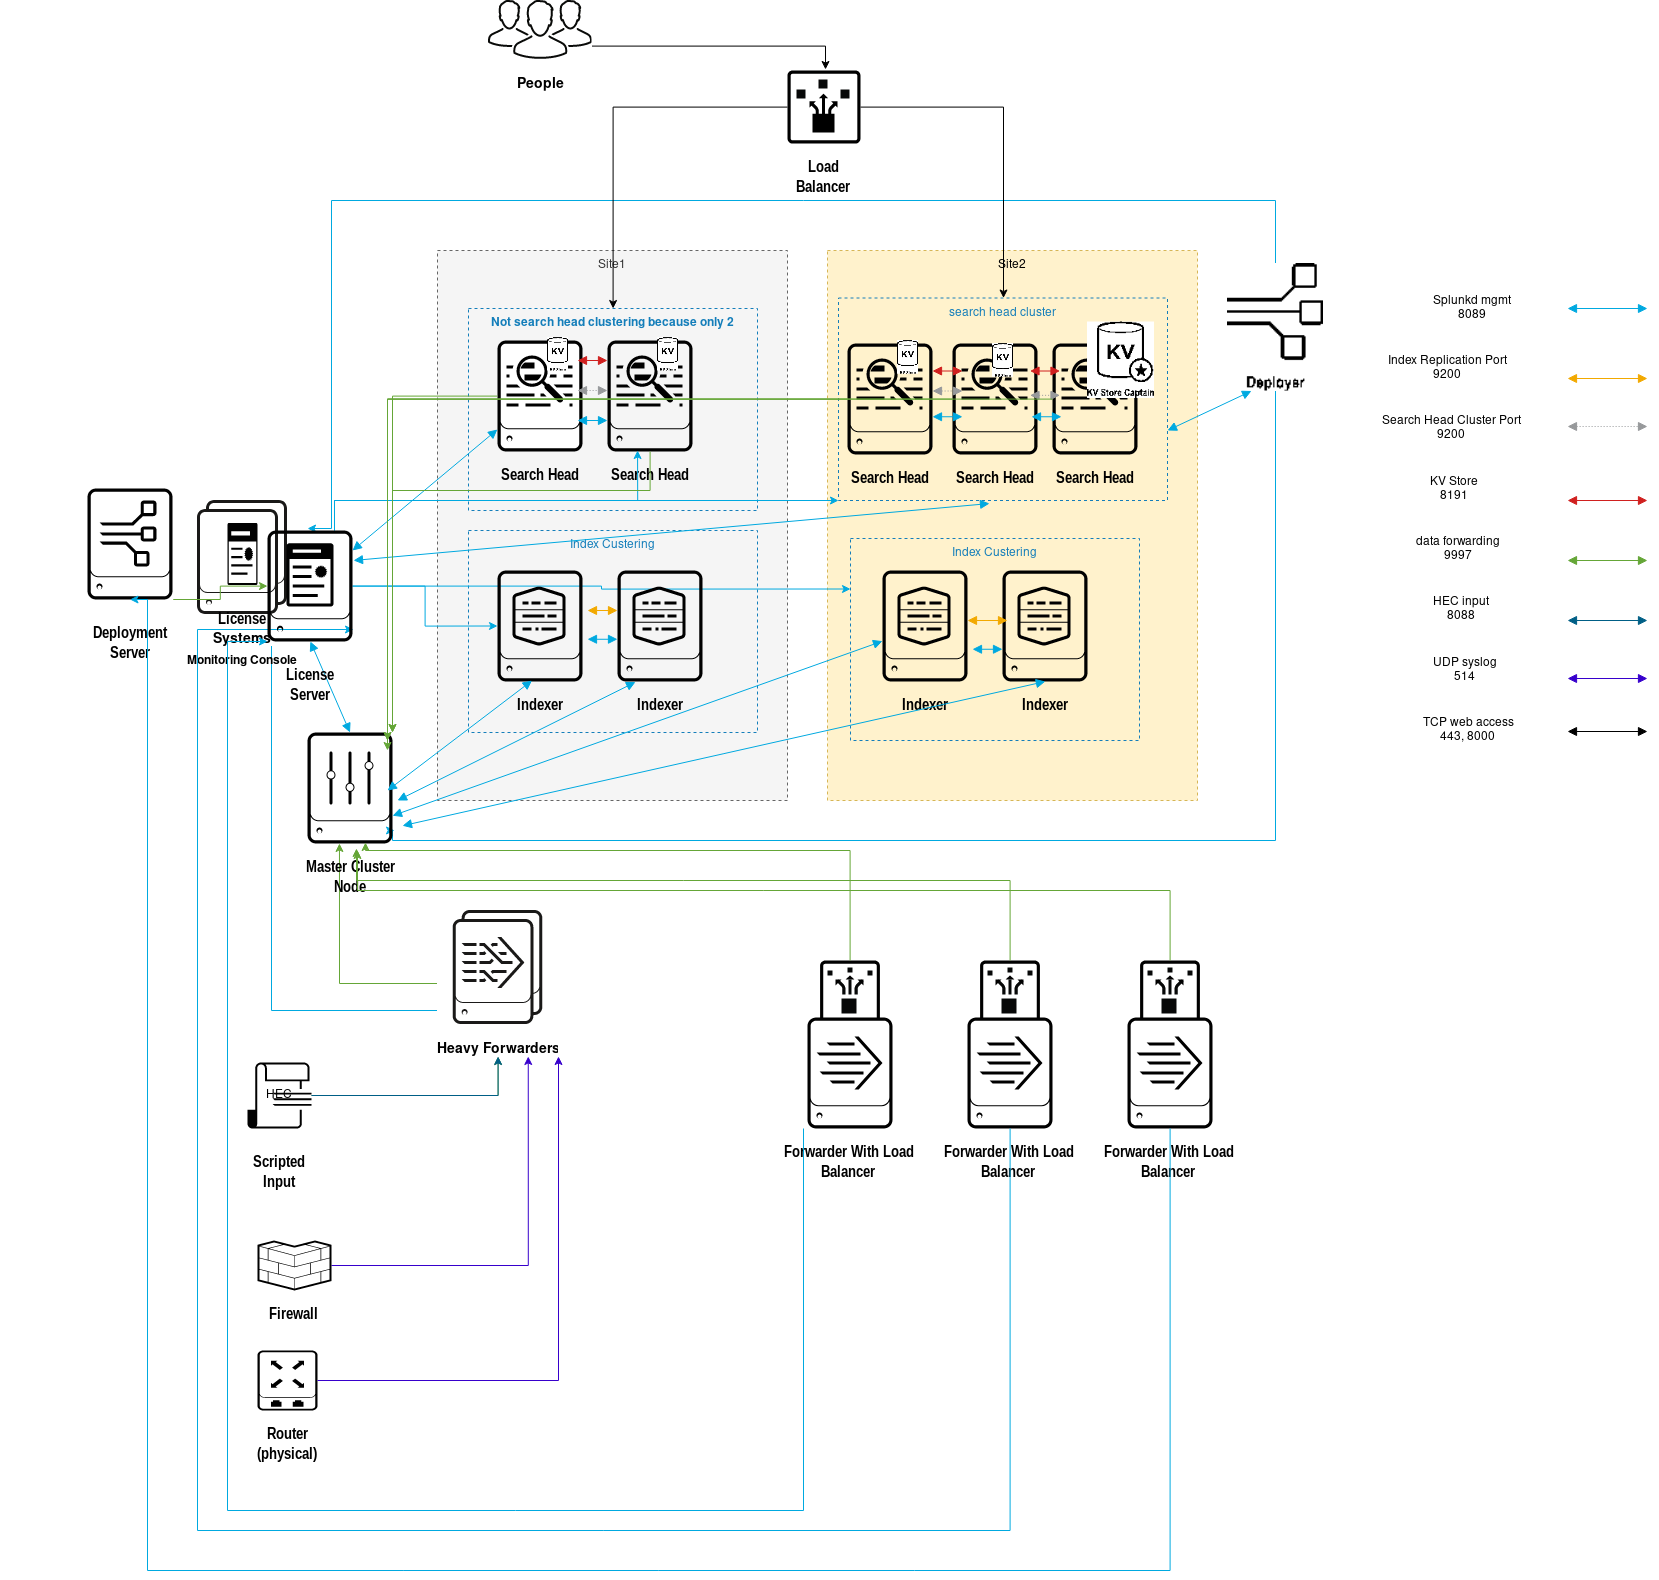 People
Load
Balancer
Site1
Site2
Not search head clustering because only 2
search head cluster
KV
KV
KV
KV
KV
KV Store Captain
Search Head
Search Head
Search Head
Search Head
Search Head
Deployer
Splunkd mgmt
8089
Index Replication Port
9200
Search Head Cluster Port
9200
KV Store
8191
data forwarding
9997
HEC input
8088
UDP syslog
514
TCP web access
443, 8000
Index Custering
Index Custering
Indexer
Indexer
Indexer
Indexer
Deployment
Server
License
Systems
Monitoring Console
License
Server
Master Cluster
Node
Heavy Forwarders
HEC
Scripted
Input
Firewall
Router
(physical)
Forwarder With Load
Balancer
Forwarder With Load
Balancer
Forwarder With Load
Balancer